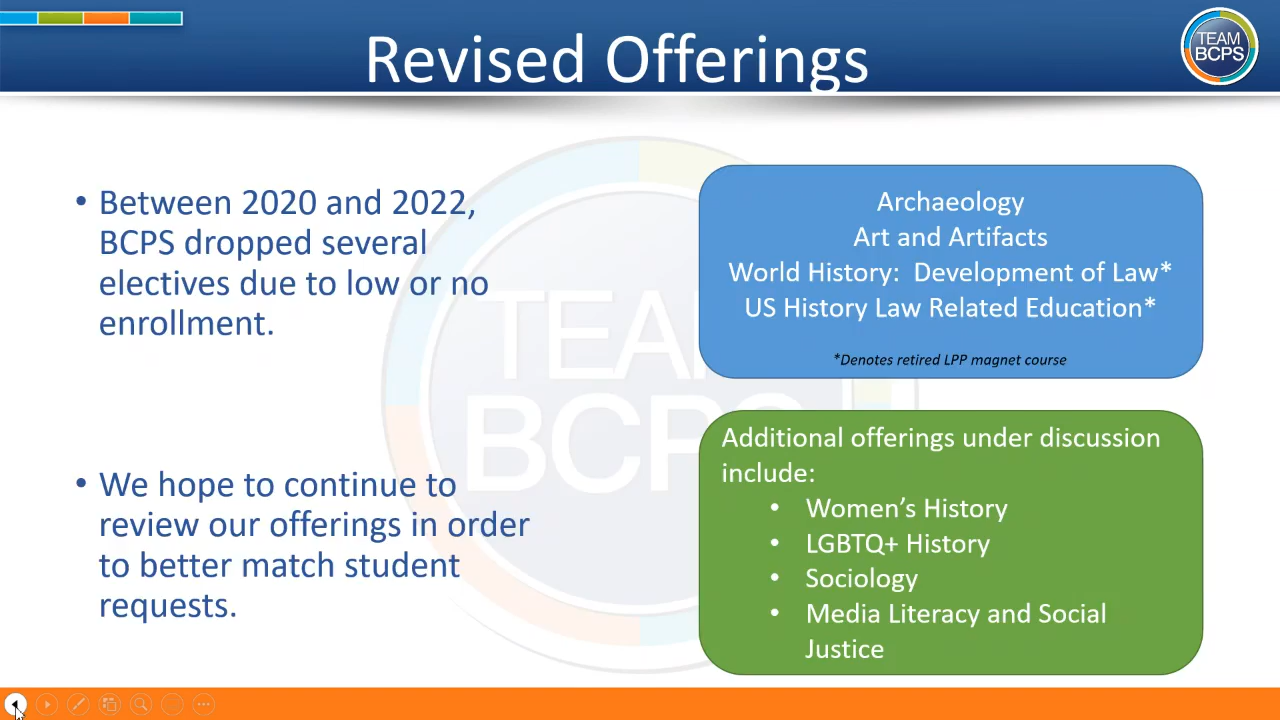 Revised Offerings
TEAM
BCPS
• Between 2020 and 2022,
BCPS dropped several
electives due to low or no
enrollment.
• We hope to continue to
review our offerings in order
to better match student
requests.
Archaeology
Art and Artifacts
World History:  Development of Law*
US History Law Related Education*
*Denotes retired LPP magnet course
Additional offerings under discussion
include:
• Women’s History
• LGBTQ+ History
• Sociology
• Media Literacy and Social
Justice
TEAM
BCPS